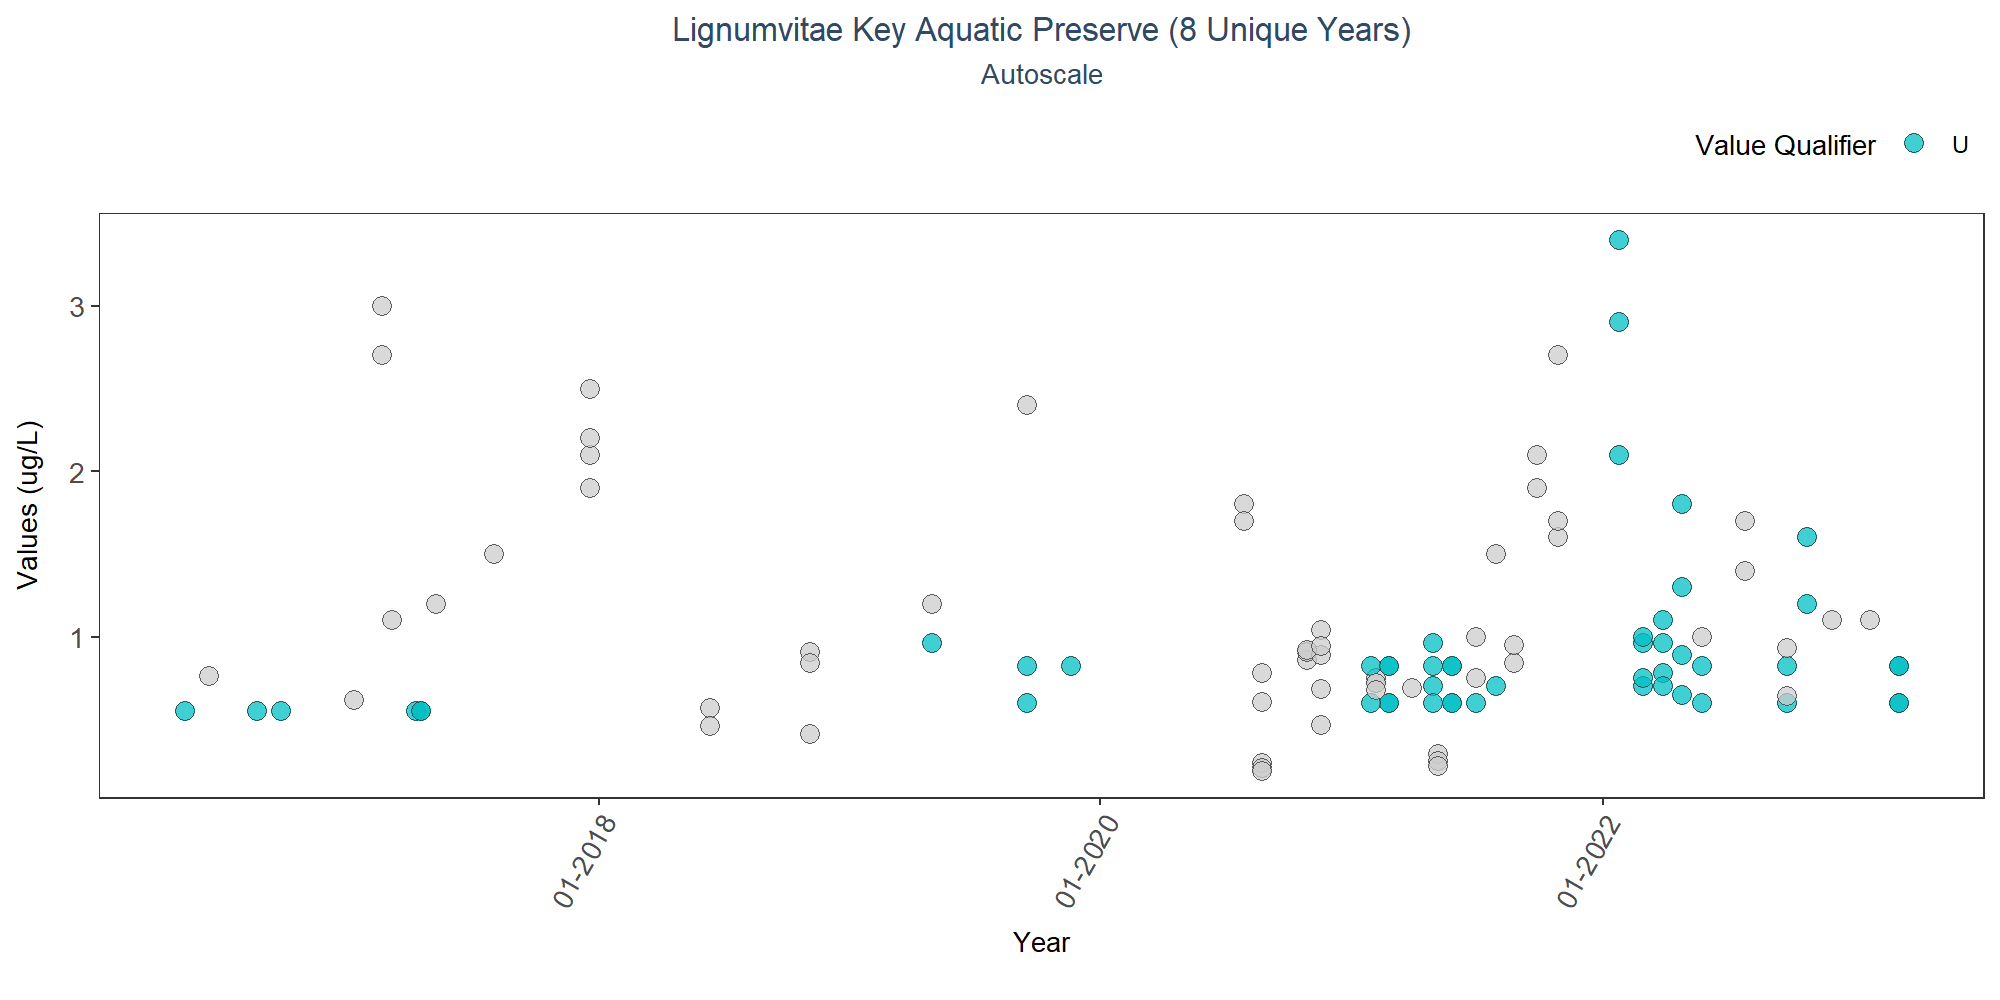 Lignumvitae Key Aquatic Preserve (8 Unique Years)
Autoscale
Value Qualifier U
3
2
1
Values (ug/L)
01-2018
01-2020
01-2022
Year